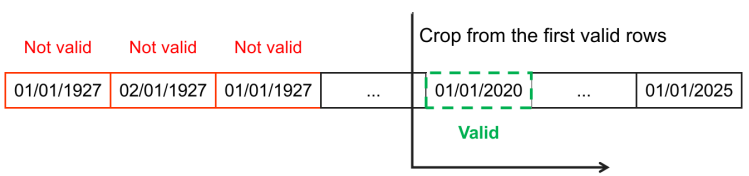 Crop from the first valid rows
Not valid Not valid Not valid
01/01/1927 02/01/1927 01/01/1927 ... 01/01/2020 ... 01/01/2025
Valid